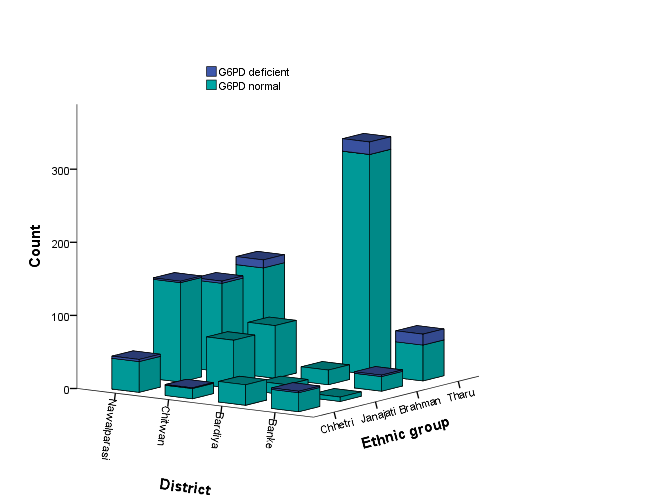 G6PD deficient
G6PD normal
300
200
100
0
Count
Nawalparasi
Chitwan
Bardiya
Banke
District
Chhetri
Janajati
Brahman
Tharu
Ethnic group